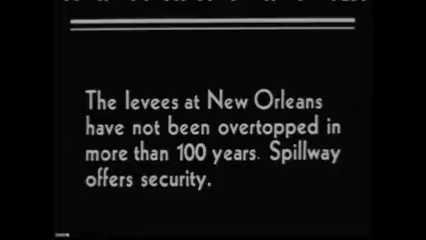 The levees at New Orleans
have not been overtopped in
more than 100 years. Spillway
offers security.